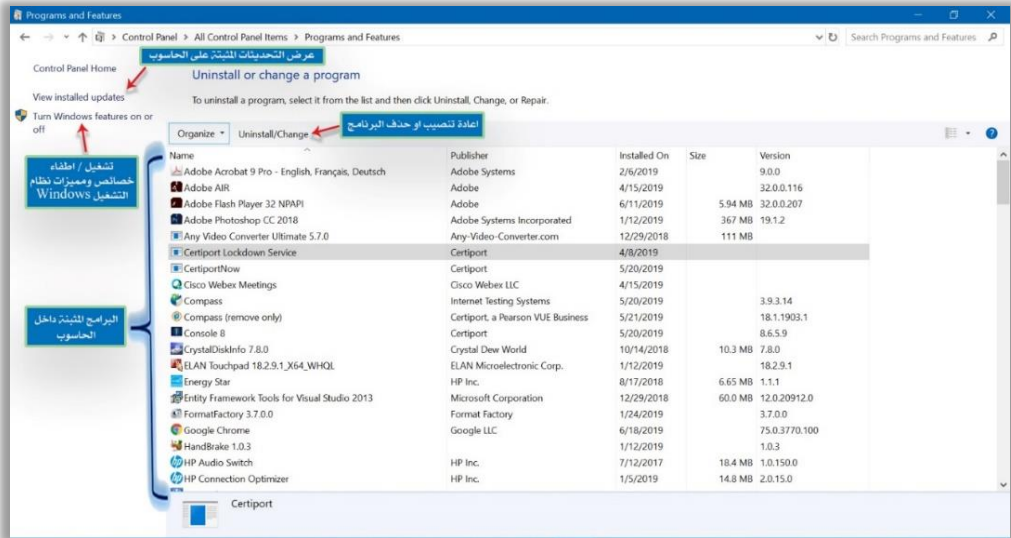 Programs and Features
Control Panel > All Control Panel Items > Programs and Features
Search Programs and Features
عرض التحديثات المثبتة على الحاسوب
Control Panel Home
View installed updates
Turn Windows features on or
off
Uninstall or change a program
To uninstall a program, select it from the list and then click Uninstall, Change, or Repair.
Organize
Uninstall/Change
اعادة تنصيب او حذف البرنامج
تشغيل / اطفاء
خصائص ومميزات نظام
التشغيل Windows
البرامج المثبتة داخل
الحاسوب
Name Publisher Installed On Size Version
Adobe Acrobat 9 Pro - English, Français, Deutsch Adobe Systems 2/6/2019 9.0.0
Adobe AIR Adobe 4/15/2019 32.0.0.116
Adobe Flash Player 32 NPAPI Adobe 6/11/2019 5.94 MB 32.0.0.207
Adobe Photoshop CC 2018 Adobe Systems Incorporated 1/12/2019 367 MB 19.1.2
Any Video Converter Ultimate 5.7.0 Any-Video-Converter.com 12/29/2018 111 MB
Certiport Lockdown Service Certiport 4/8/2019
CertiportNow Certiport 5/20/2019
Cisco Webex Meetings Cisco Webex LLC 4/15/2019
Compass Internet Testing Systems 5/20/2019 3.9.3.14
Compass (remove only) Certiport, a Pearson VUE Business 5/21/2019 18.1.1903.1
Console 8 Certiport 5/20/2019 8.6.5.9
CrystalDiskInfo 7.8.0 Crystal Dew World 10/14/2018 10.3 MB 7.8.0
ELAN Touchpad 18.2.9.1_X64_WHQL ELAN Microelectronic Corp. 1/12/2019 18.2.9.1
Energy Star HP Inc. 8/17/2018 6.65 MB 1.1.1
Entity Framework Tools for Visual Studio 2013 Microsoft Corporation 12/29/2018 60.0 MB 12.0.20912.0
FormatFactory 3.7.0.0 Format Factory 1/24/2019 3.7.0.0
Google Chrome Google LLC 6/18/2019 75.0.3770.100
HandBrake 1.0.3 1/12/2019 1.0.3
HP Audio Switch HP Inc. 7/12/2017 18.4 MB 1.0.150.0
HP Connection Optimizer HP Inc. 1/5/2019 14.8 MB 2.0.15.0
Certiport